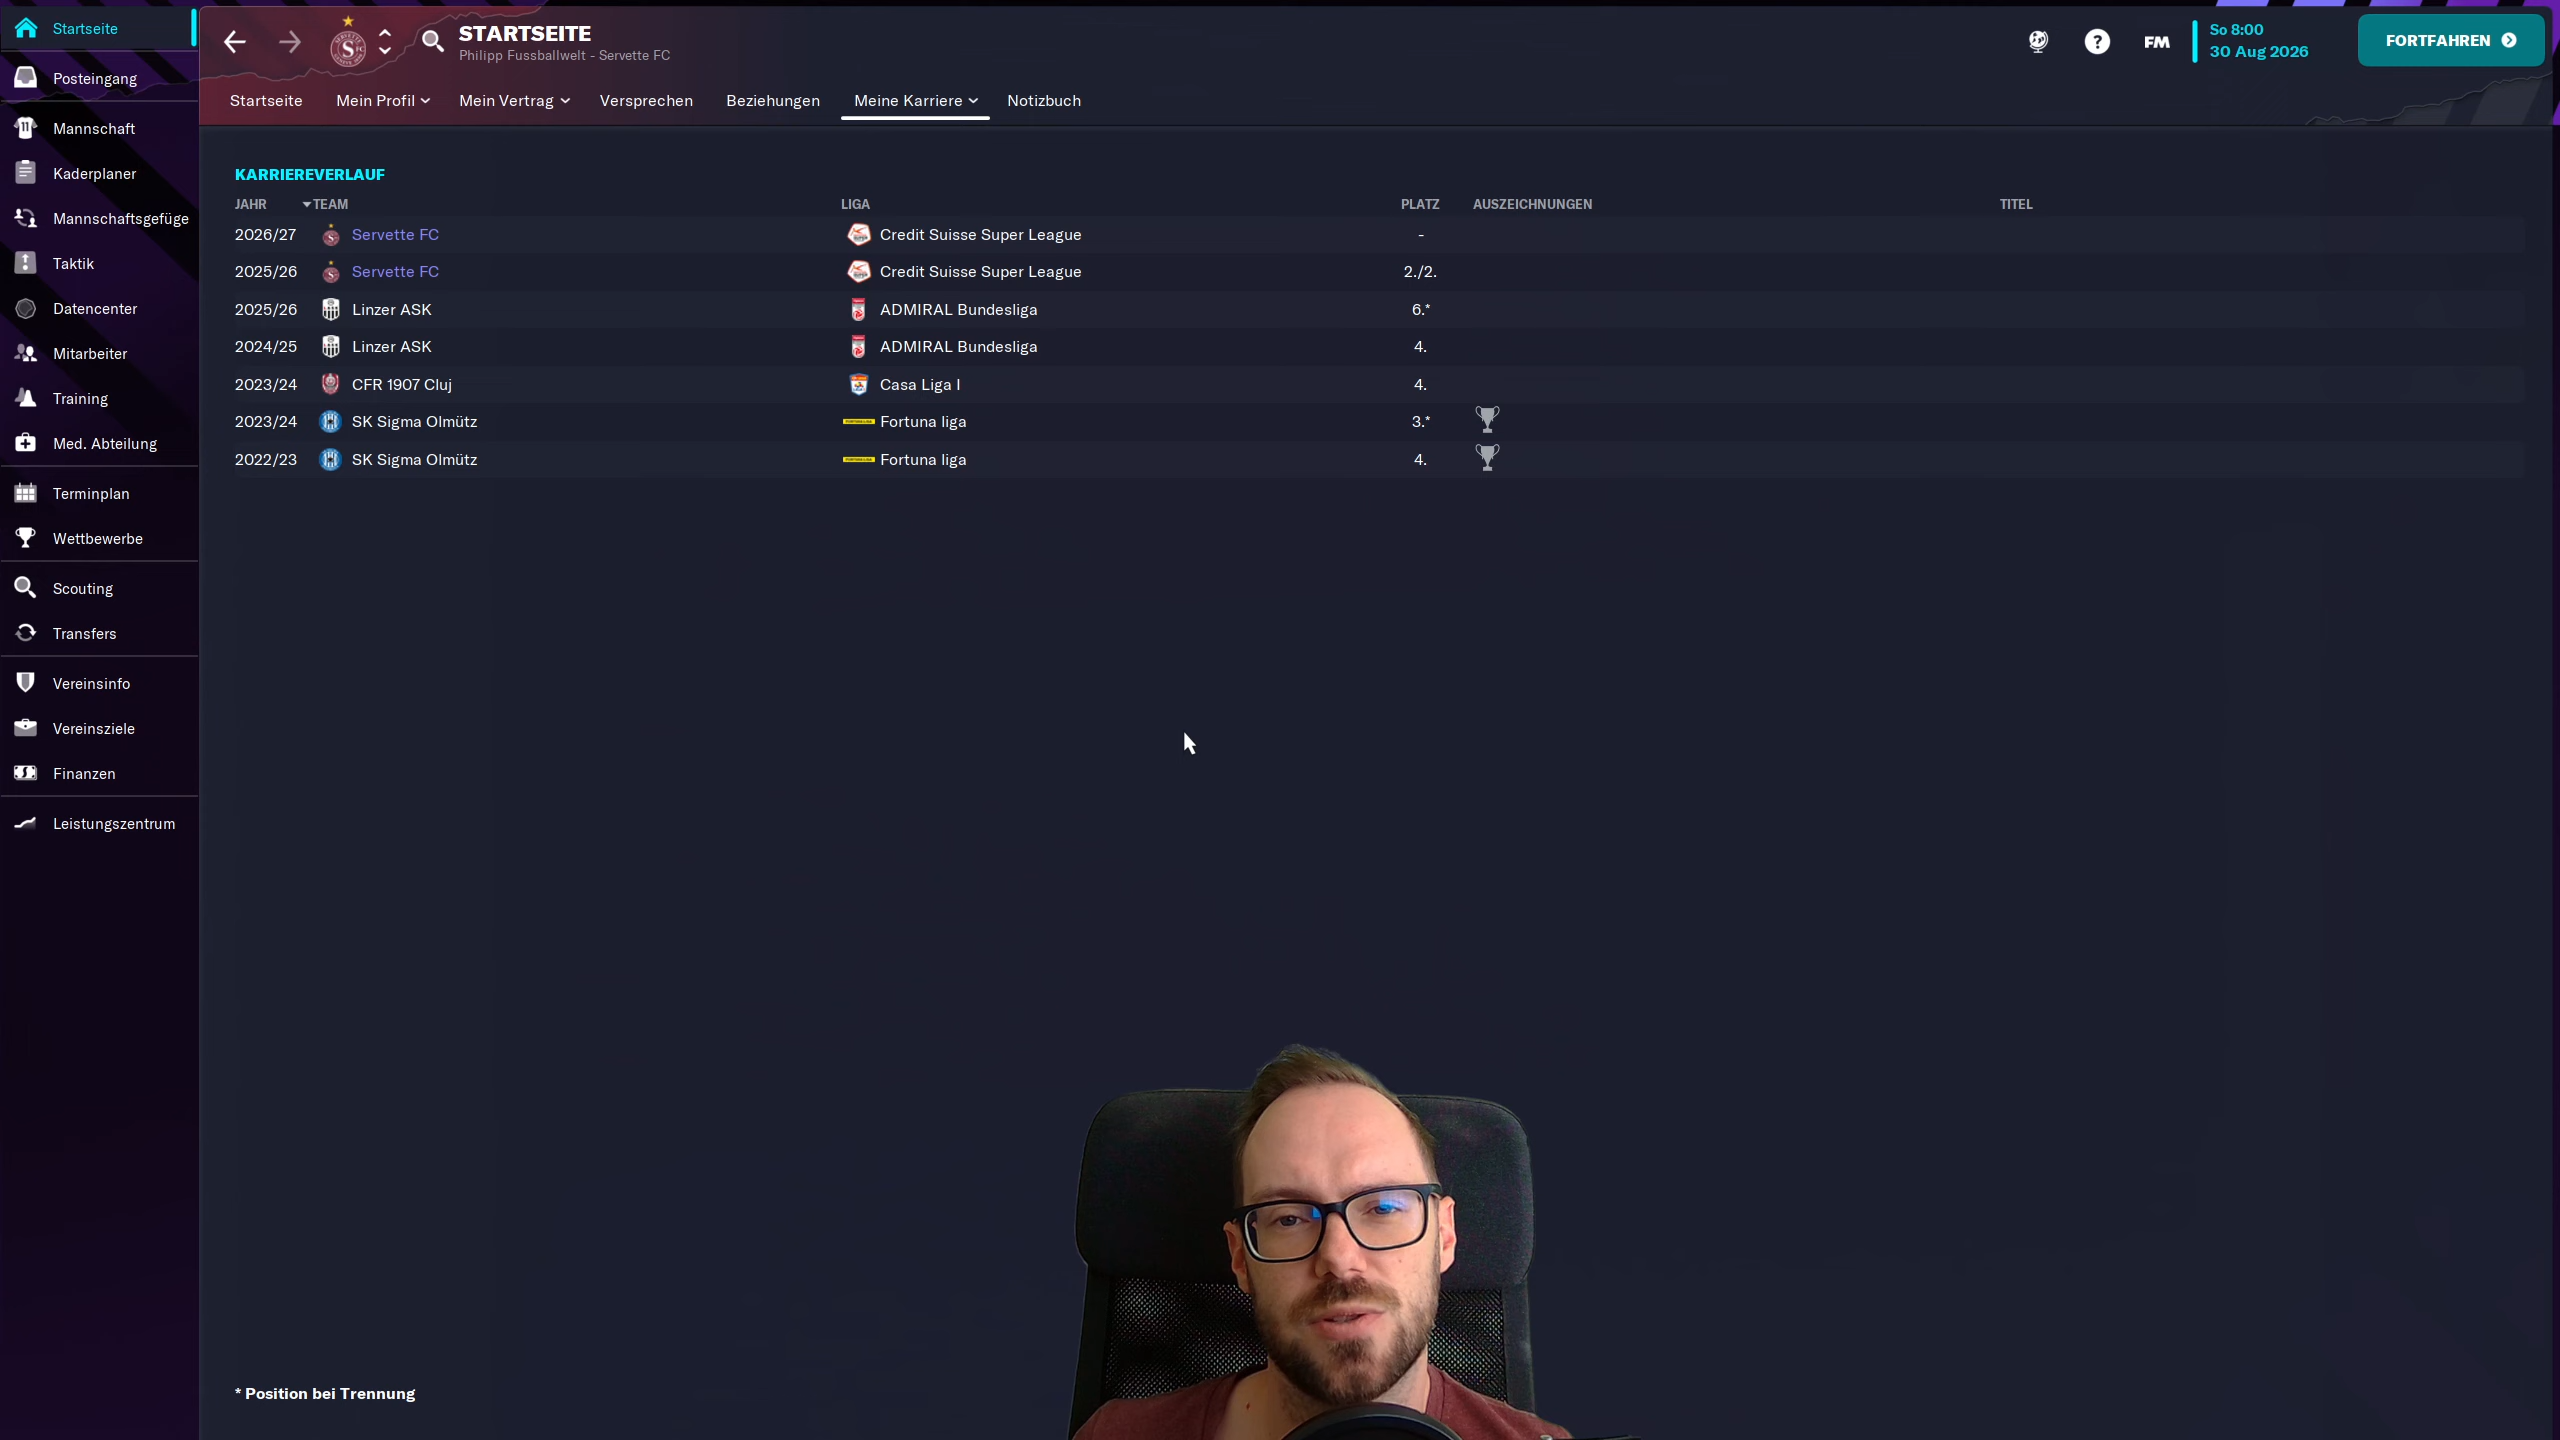 Startseite
Posteingang
Mannschaft
Kaderplaner
Mannschaftsgefüge
Taktik
Datencenter
Mitarbeiter
Training
Med. Abteilung
Terminplan
Wettbewerbe
Scouting
Transfers
Vereinsinfo
Vereinsziele
Finanzen
Leistungszentrum
STARTSEITE
Philipp Fussballwelt - Servette FC
FM
So 8:00
30 Aug 2026
FORTFAHREN
Startseite Mein Profil Mein Vertrag Versprechen Beziehungen Meine Karriere Notizbuch
KARRIEREVERLAUF
JAHR TEAM LIGA PLATZ AUSZEICHNUNGEN TITEL
2026/27 Servette FC Credit Suisse Super League -
2025/26 Servette FC Credit Suisse Super League 2./2.
2025/26 Linzer ASK ADMIRAL Bundesliga 6.*
2024/25 Linzer ASK ADMIRAL Bundesliga 4.
2023/24 CFR 1907 Cluj Casa Liga I 4.
2023/24 SK Sigma Olmütz Fortuna liga 3.*
2022/23 SK Sigma Olmütz Fortuna liga 4.
* Position bei Trennung